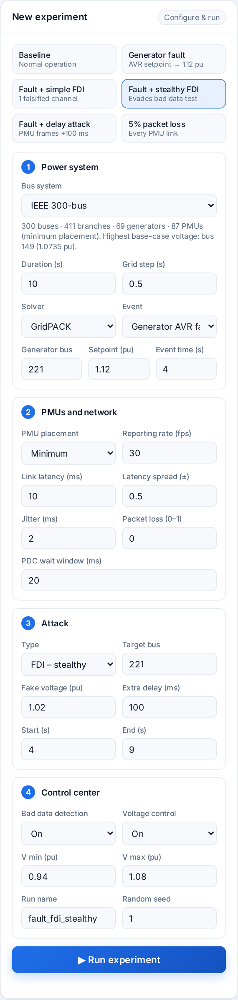 New experiment
Configure & run
Baseline
Normal operation
Generator fault
AVR setpoint → 1.12 pu
Fault + simple FDI
1 falsified channel
Fault + stealthy FDI
Evades bad data test
Fault + delay attack
PMU frames +100 ms
5% packet loss
Every PMU link
1 Power system
Bus system
IEEE 300-bus
300 buses · 411 branches · 69 generators · 87 PMUs
(minimum placement). Highest base-case voltage: bus
149 (1.0735 pu).
Duration (s)
Grid step (s)
10
0.5
Solver
Event
GridPACK
Generator AVR fa
Generator bus
Setpoint (pu)
Event time (s)
221
1.12
4
2 PMUs and network
PMU placement
Reporting rate (fps)
Minimum
30
Link latency (ms)
Latency spread (±)
10
0.5
Jitter (ms)
Packet loss (0–1)
2
0
PDC wait window (ms)
20
3 Attack
Type
Target bus
FDI – stealthy
221
Fake voltage (pu)
Extra delay (ms)
1.02
100
Start (s)
End (s)
4
9
4 Control center
Bad data detection
Voltage control
On
On
V min (pu)
V max (pu)
0.94
1.08
Run name
Random seed
fault_fdi_stealthy
1
▶ Run experiment